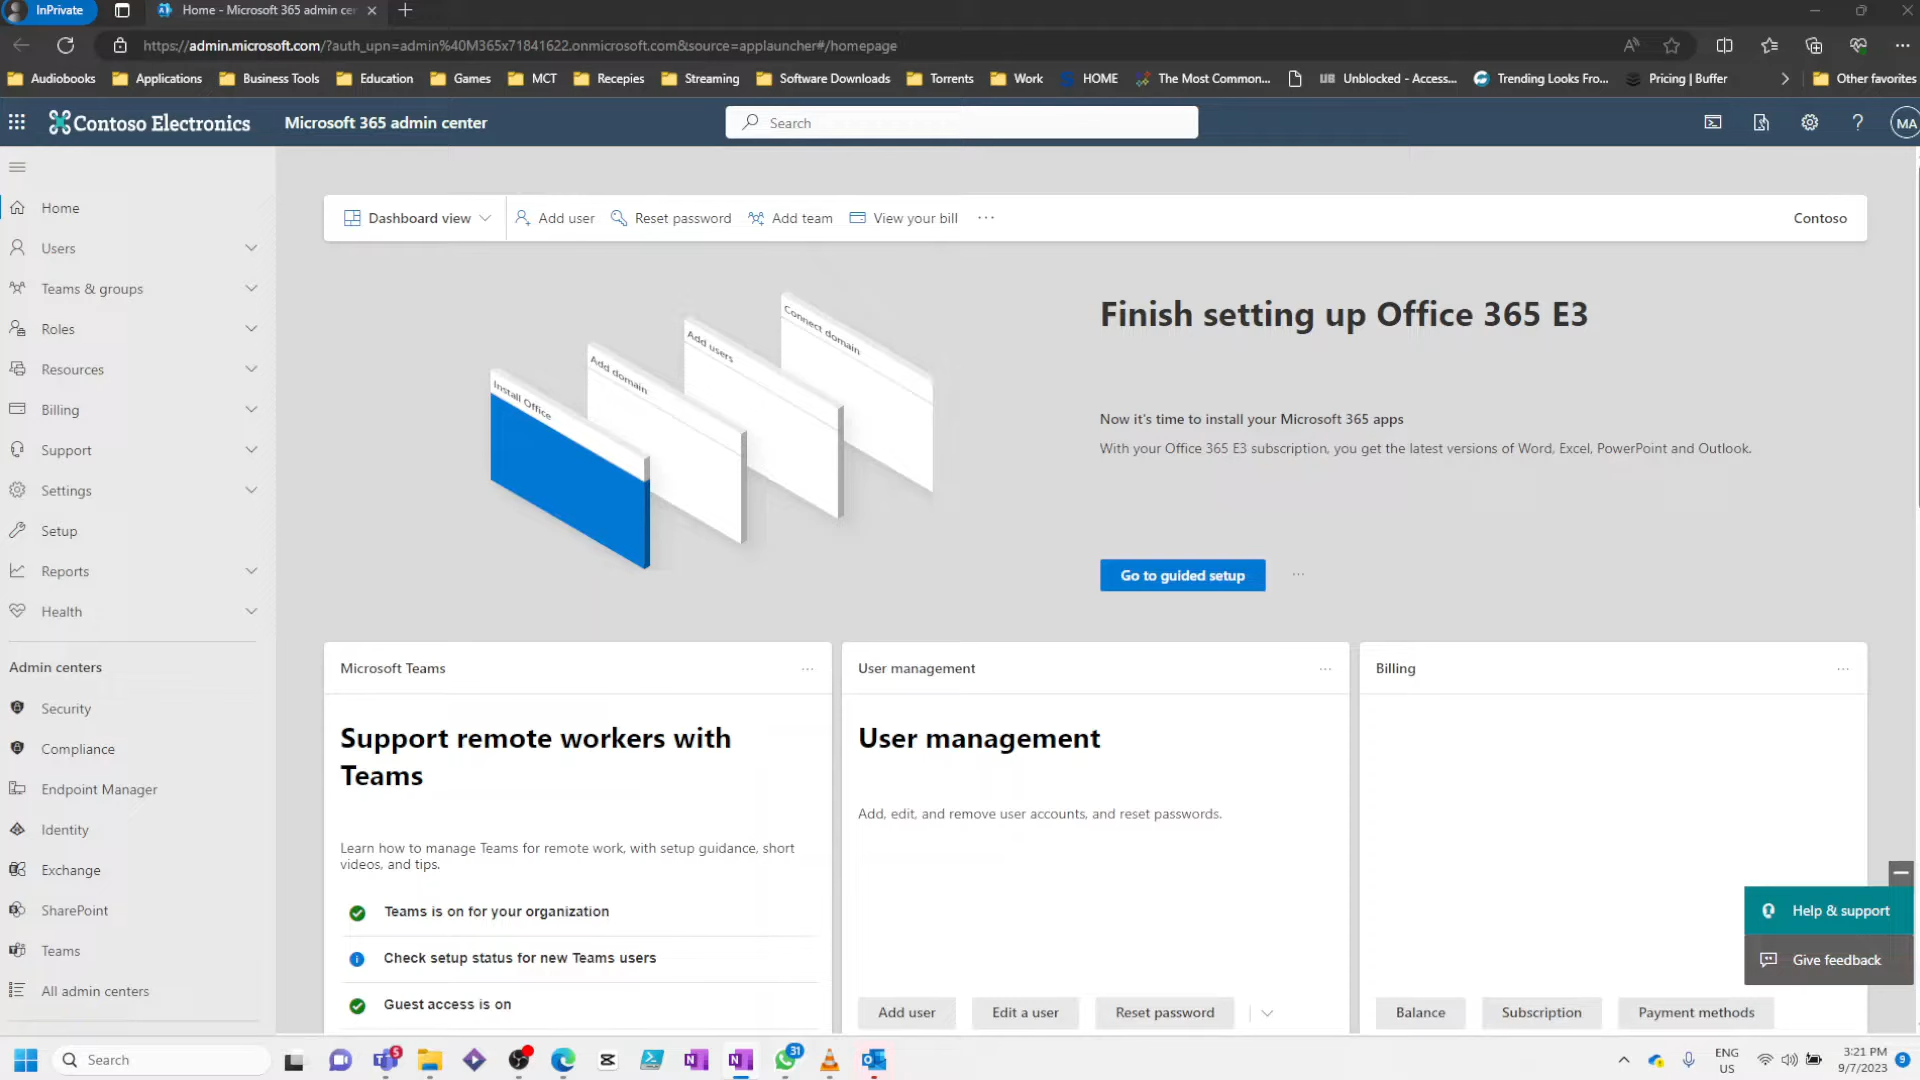 InPrivate
Home - Microsoft 365 admin cer
https://admin.microsoft.com/?auth_upn=admin%40M365x71841622.onmicrosoft.com&source=applauncher#/homepage
Audiobooks
Applications
Business Tools
Education
Games
MCT
Recepies
Streaming
Software Downloads
Torrents
Work
HOME
The Most Common...
Unblocked - Access...
Trending Looks Fro...
Pricing | Buffer
Other favorites
Contoso Electronics
Microsoft 365 admin center
Search
MA
Home
Users
Teams & groups
Roles
Resources
Billing
Support
Settings
Setup
Reports
Health
Admin centers
Security
Compliance
Endpoint Manager
Identity
Exchange
SharePoint
Teams
All admin centers
Dashboard view
Add user
Reset password
Add team
View your bill
Contoso
Install Office
Add domain
Add users
Connect domain
Finish setting up Office 365 E3
Now it's time to install your Microsoft 365 apps
With your Office 365 E3 subscription, you get the latest versions of Word, Excel, PowerPoint and Outlook.
Go to guided setup
Microsoft Teams
Support remote workers with
Teams
Learn how to manage Teams for remote work, with setup guidance, short
videos, and tips.
Teams is on for your organization
Check setup status for new Teams users
Guest access is on
User management
User management
Add, edit, and remove user accounts, and reset passwords.
Add user
Edit a user
Reset password
Billing
Balance
Subscription
Payment methods
Help & support
Give feedback
Search
5
31
ENG
US
3:21 PM
9/7/2023
9